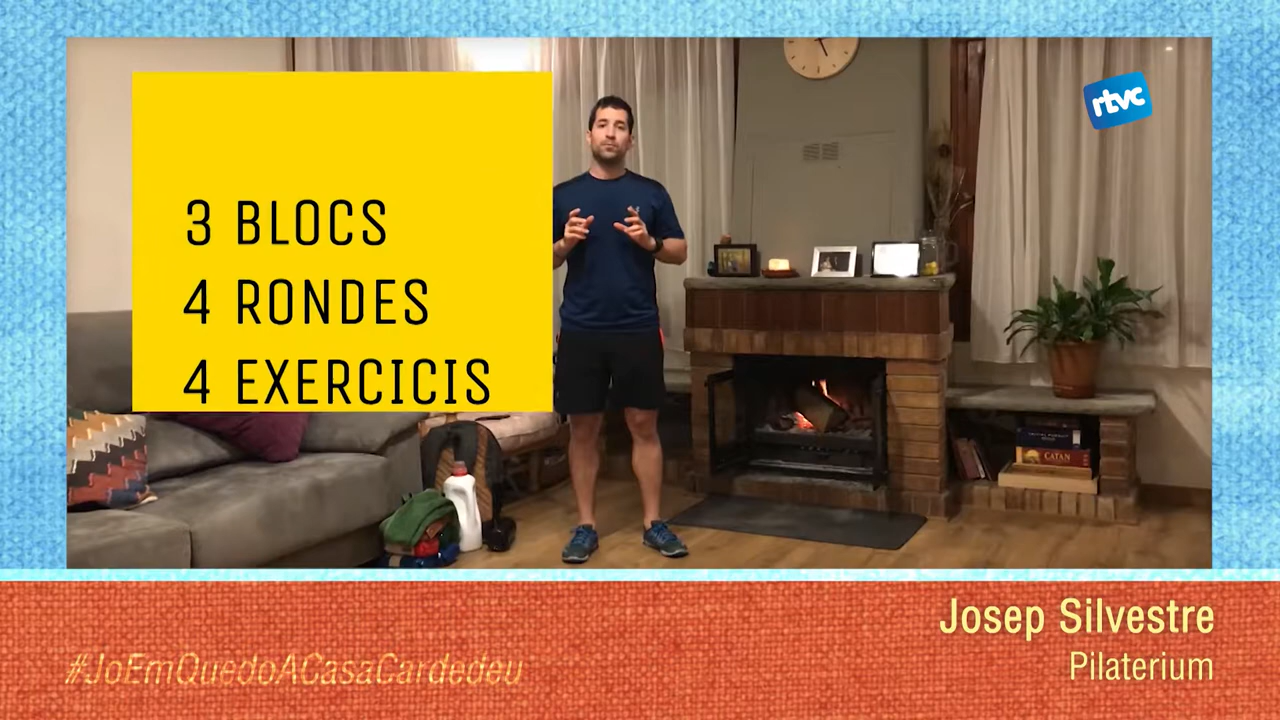 rtvc
3 BLOCS
4 RONDES
4 EXERCICIS
CATAN
Josep Silvestre
Pilaterium
#JoEmQuedoACasaCardedeu